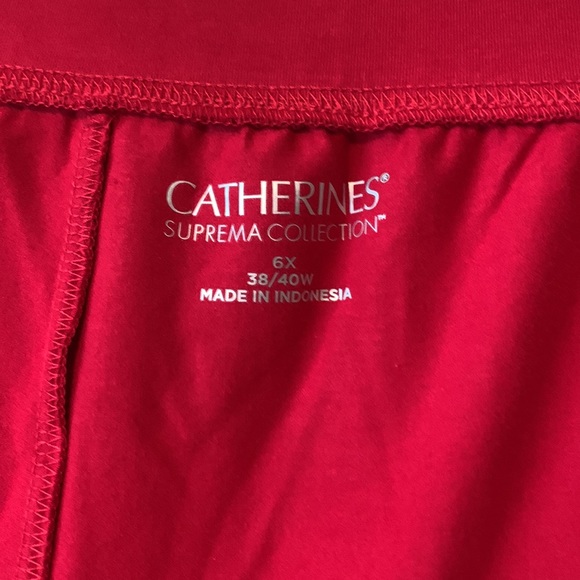 CATHERINES®
SUPREMA COLLECTION™
6X
38/40W
MADE IN INDONESIA